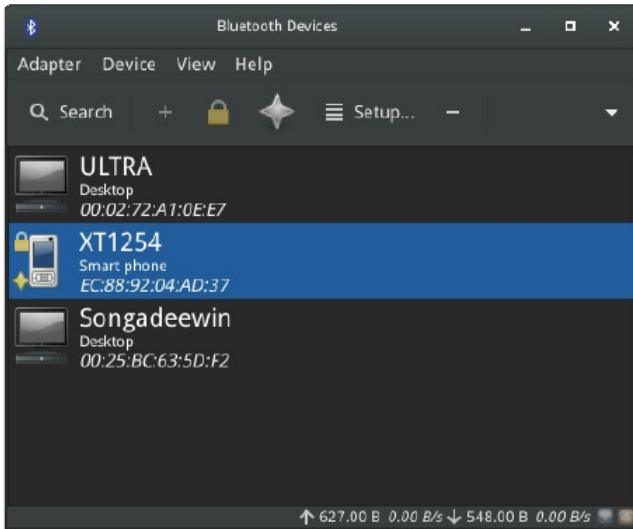 Bluetooth Devices
Adapter Device View Help
Search Setup...
ULTRA
Desktop
00:02:72:A1:0E:E7
XT1254
Smart phone
EC:88:92:04:AD:37
Songadeewin
Desktop
00:25:BC:63:5D:F2
627.00 B 0.00 B/s 548.00 B 0.00 B/s